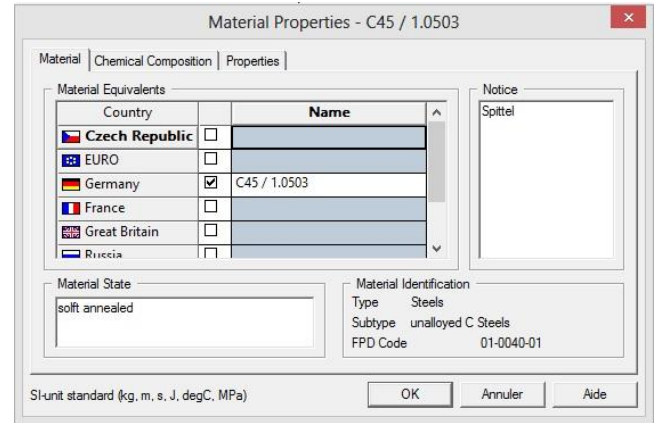 Material Properties - C45 / 1.0503
Material Chemical Composition Properties
Material Equivalents
Country Name
Czech Republic
EURO
Germany C45 / 1.0503
France
Great Britain
Russia
Notice
Spittel
Material State
solft annealed
Material Identification
Type Steels
Subtype unalloyed C Steels
FPD Code 01-0040-01
SI-unit standard (kg, m, s, J, degC, MPa)
OK Annuler Aide